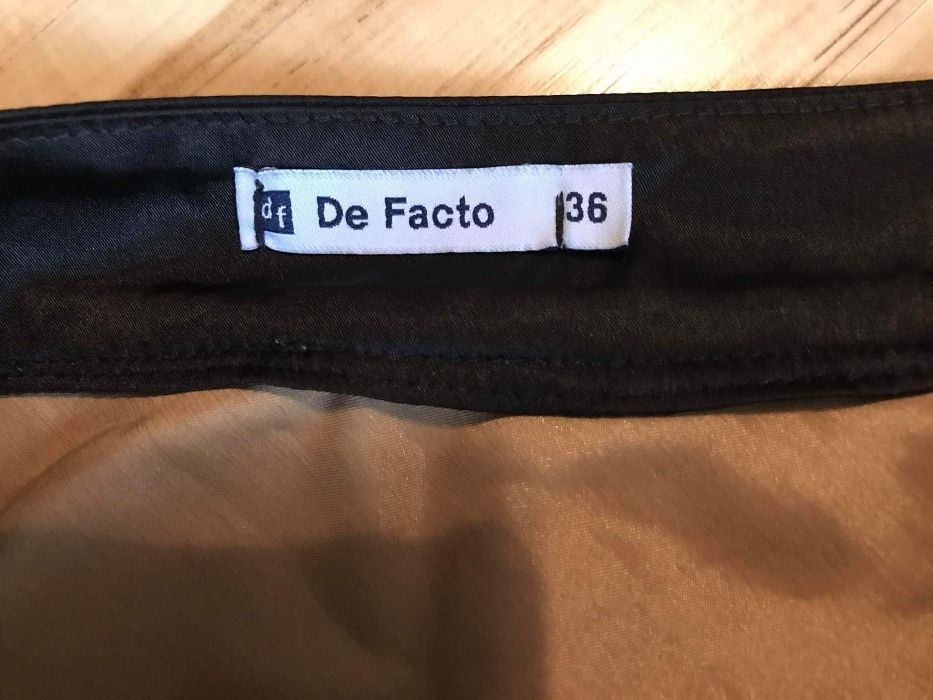 df De Facto 36